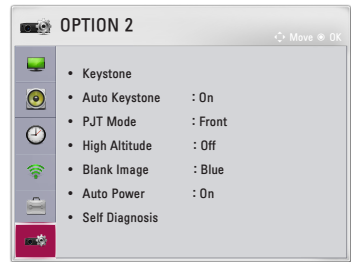 OPTION 2
Move OK
• Keystone
• Auto Keystone : On
• PJT Mode : Front
• High Altitude : Off
• Blank Image : Blue
• Auto Power : On
• Self Diagnosis